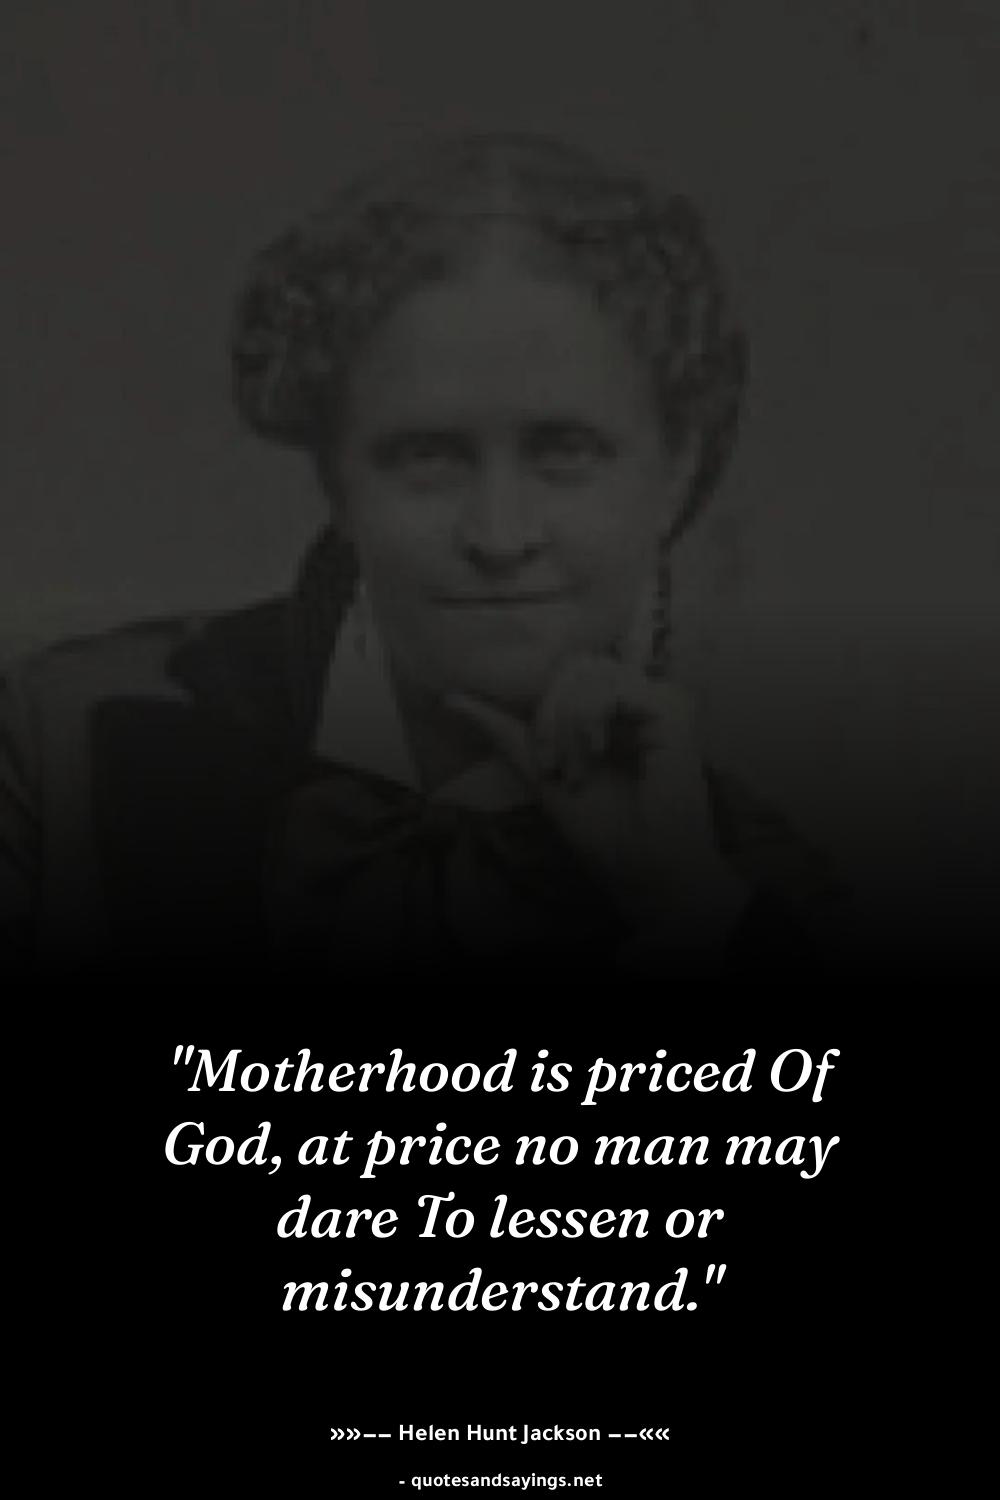 "Motherhood is priced Of
God, at price no man may
dare To lessen or
misunderstand."
»»−− Helen Hunt Jackson −−««
- quotesandsayings.net